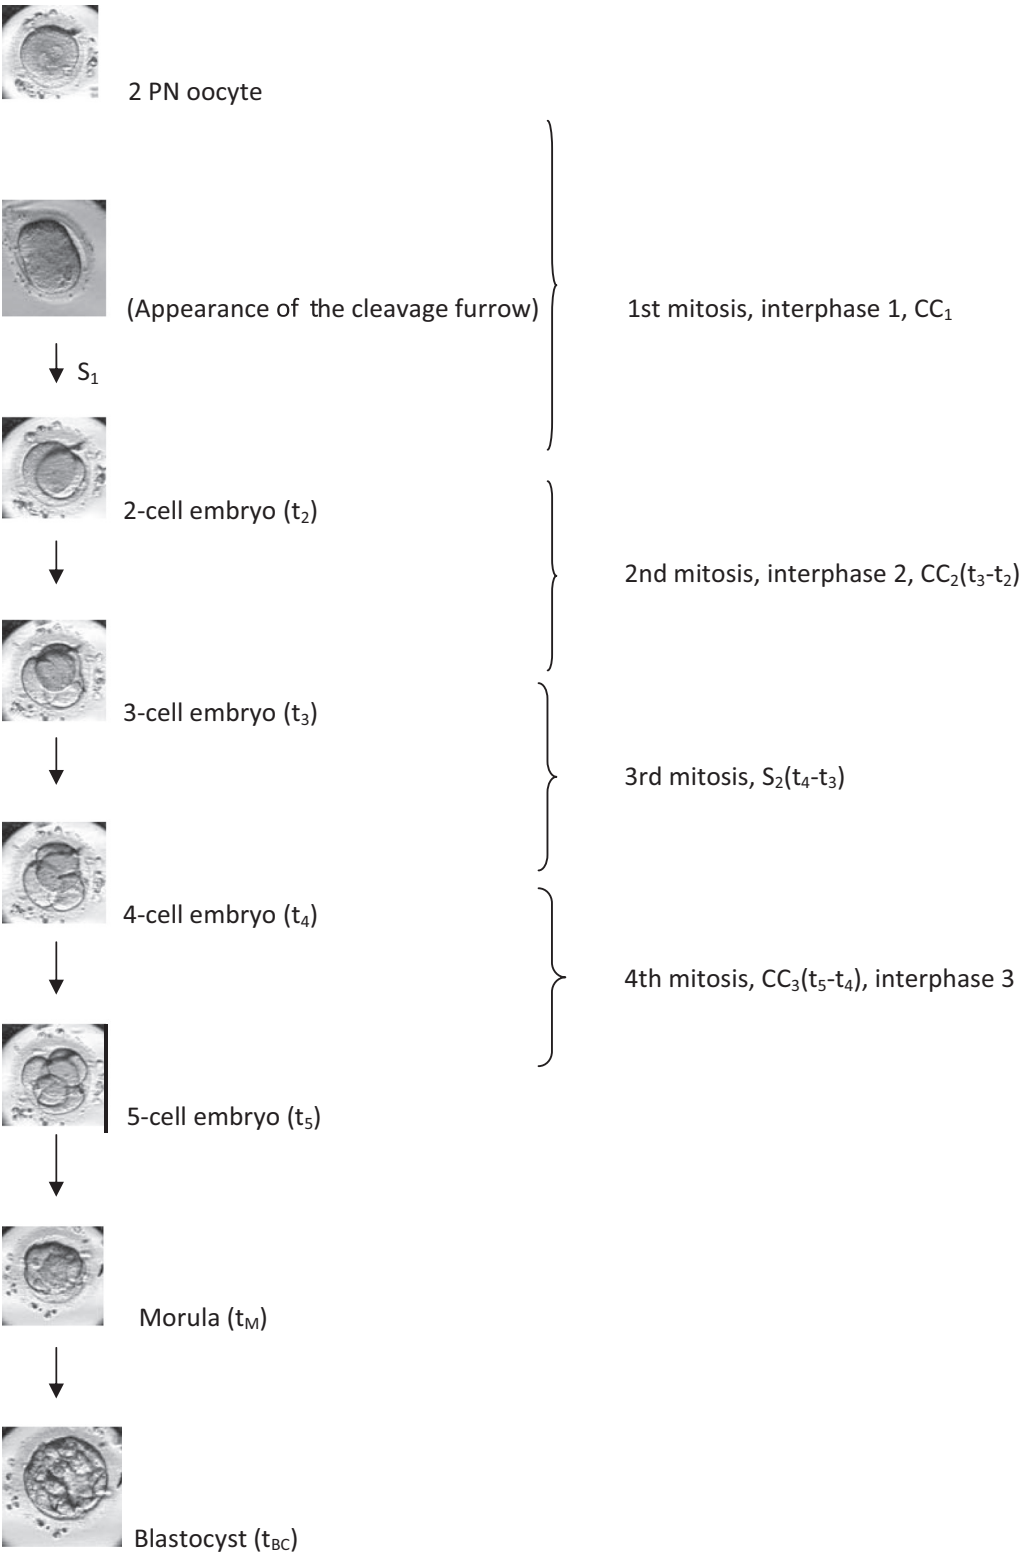 2 PN oocyte
(Appearance of the cleavage furrow)
1st mitosis, interphase 1, CC₁
S₁
2-cell embryo (t₂)
2nd mitosis, interphase 2, CC₂(t₃-t₂)
3-cell embryo (t₃)
3rd mitosis, S₂(t₄-t₃)
4-cell embryo (t₄)
4th mitosis, CC₃(t₅-t₄), interphase 3
5-cell embryo (t₅)
Morula (t_M)
Blastocyst (t_BC)